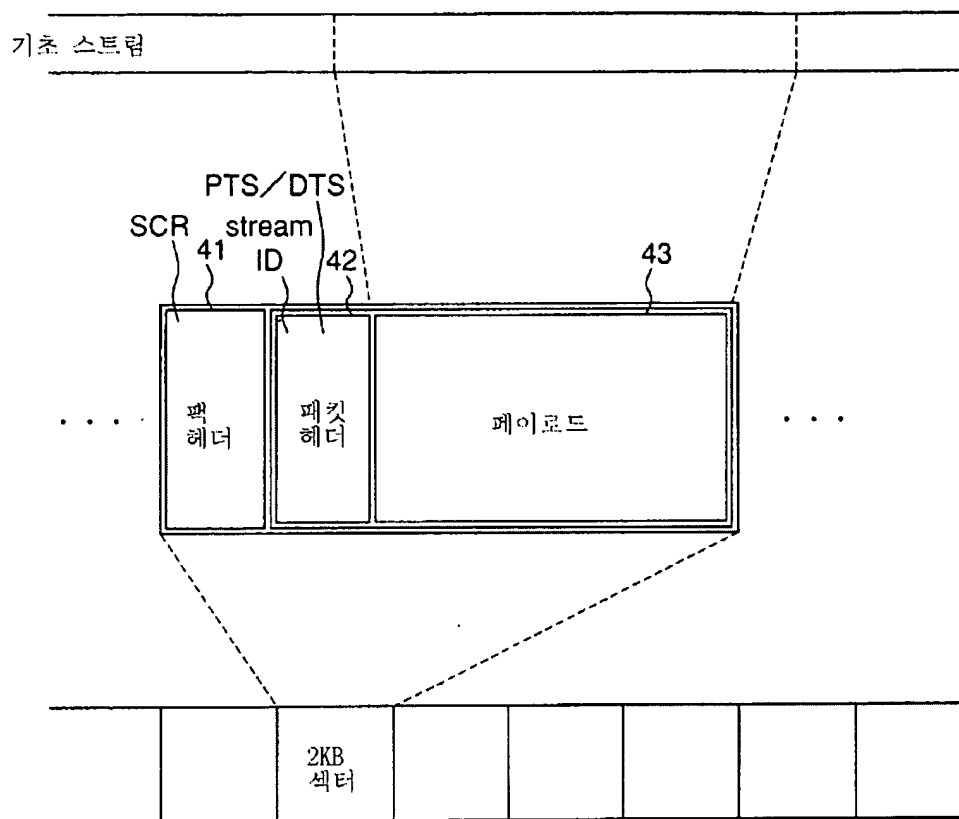 기초 스트림
PTS/DTS
SCR
stream
ID
41
42
43
팩
헤더
패킷
헤더
페이로드
2KB
섹터